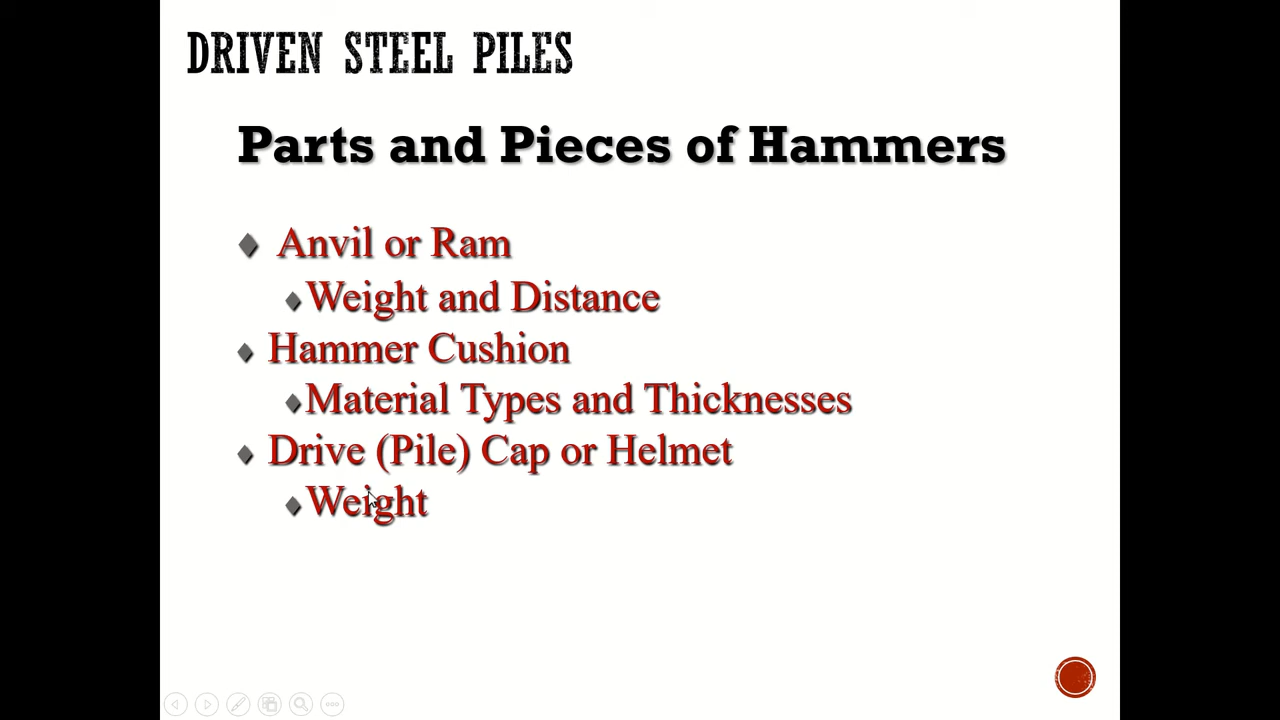 DRIVEN STEEL PILES
Parts and Pieces of Hammers
Anvil or Ram
Weight and Distance
Hammer Cushion
Material Types and Thicknesses
Drive (Pile) Cap or Helmet
Weight